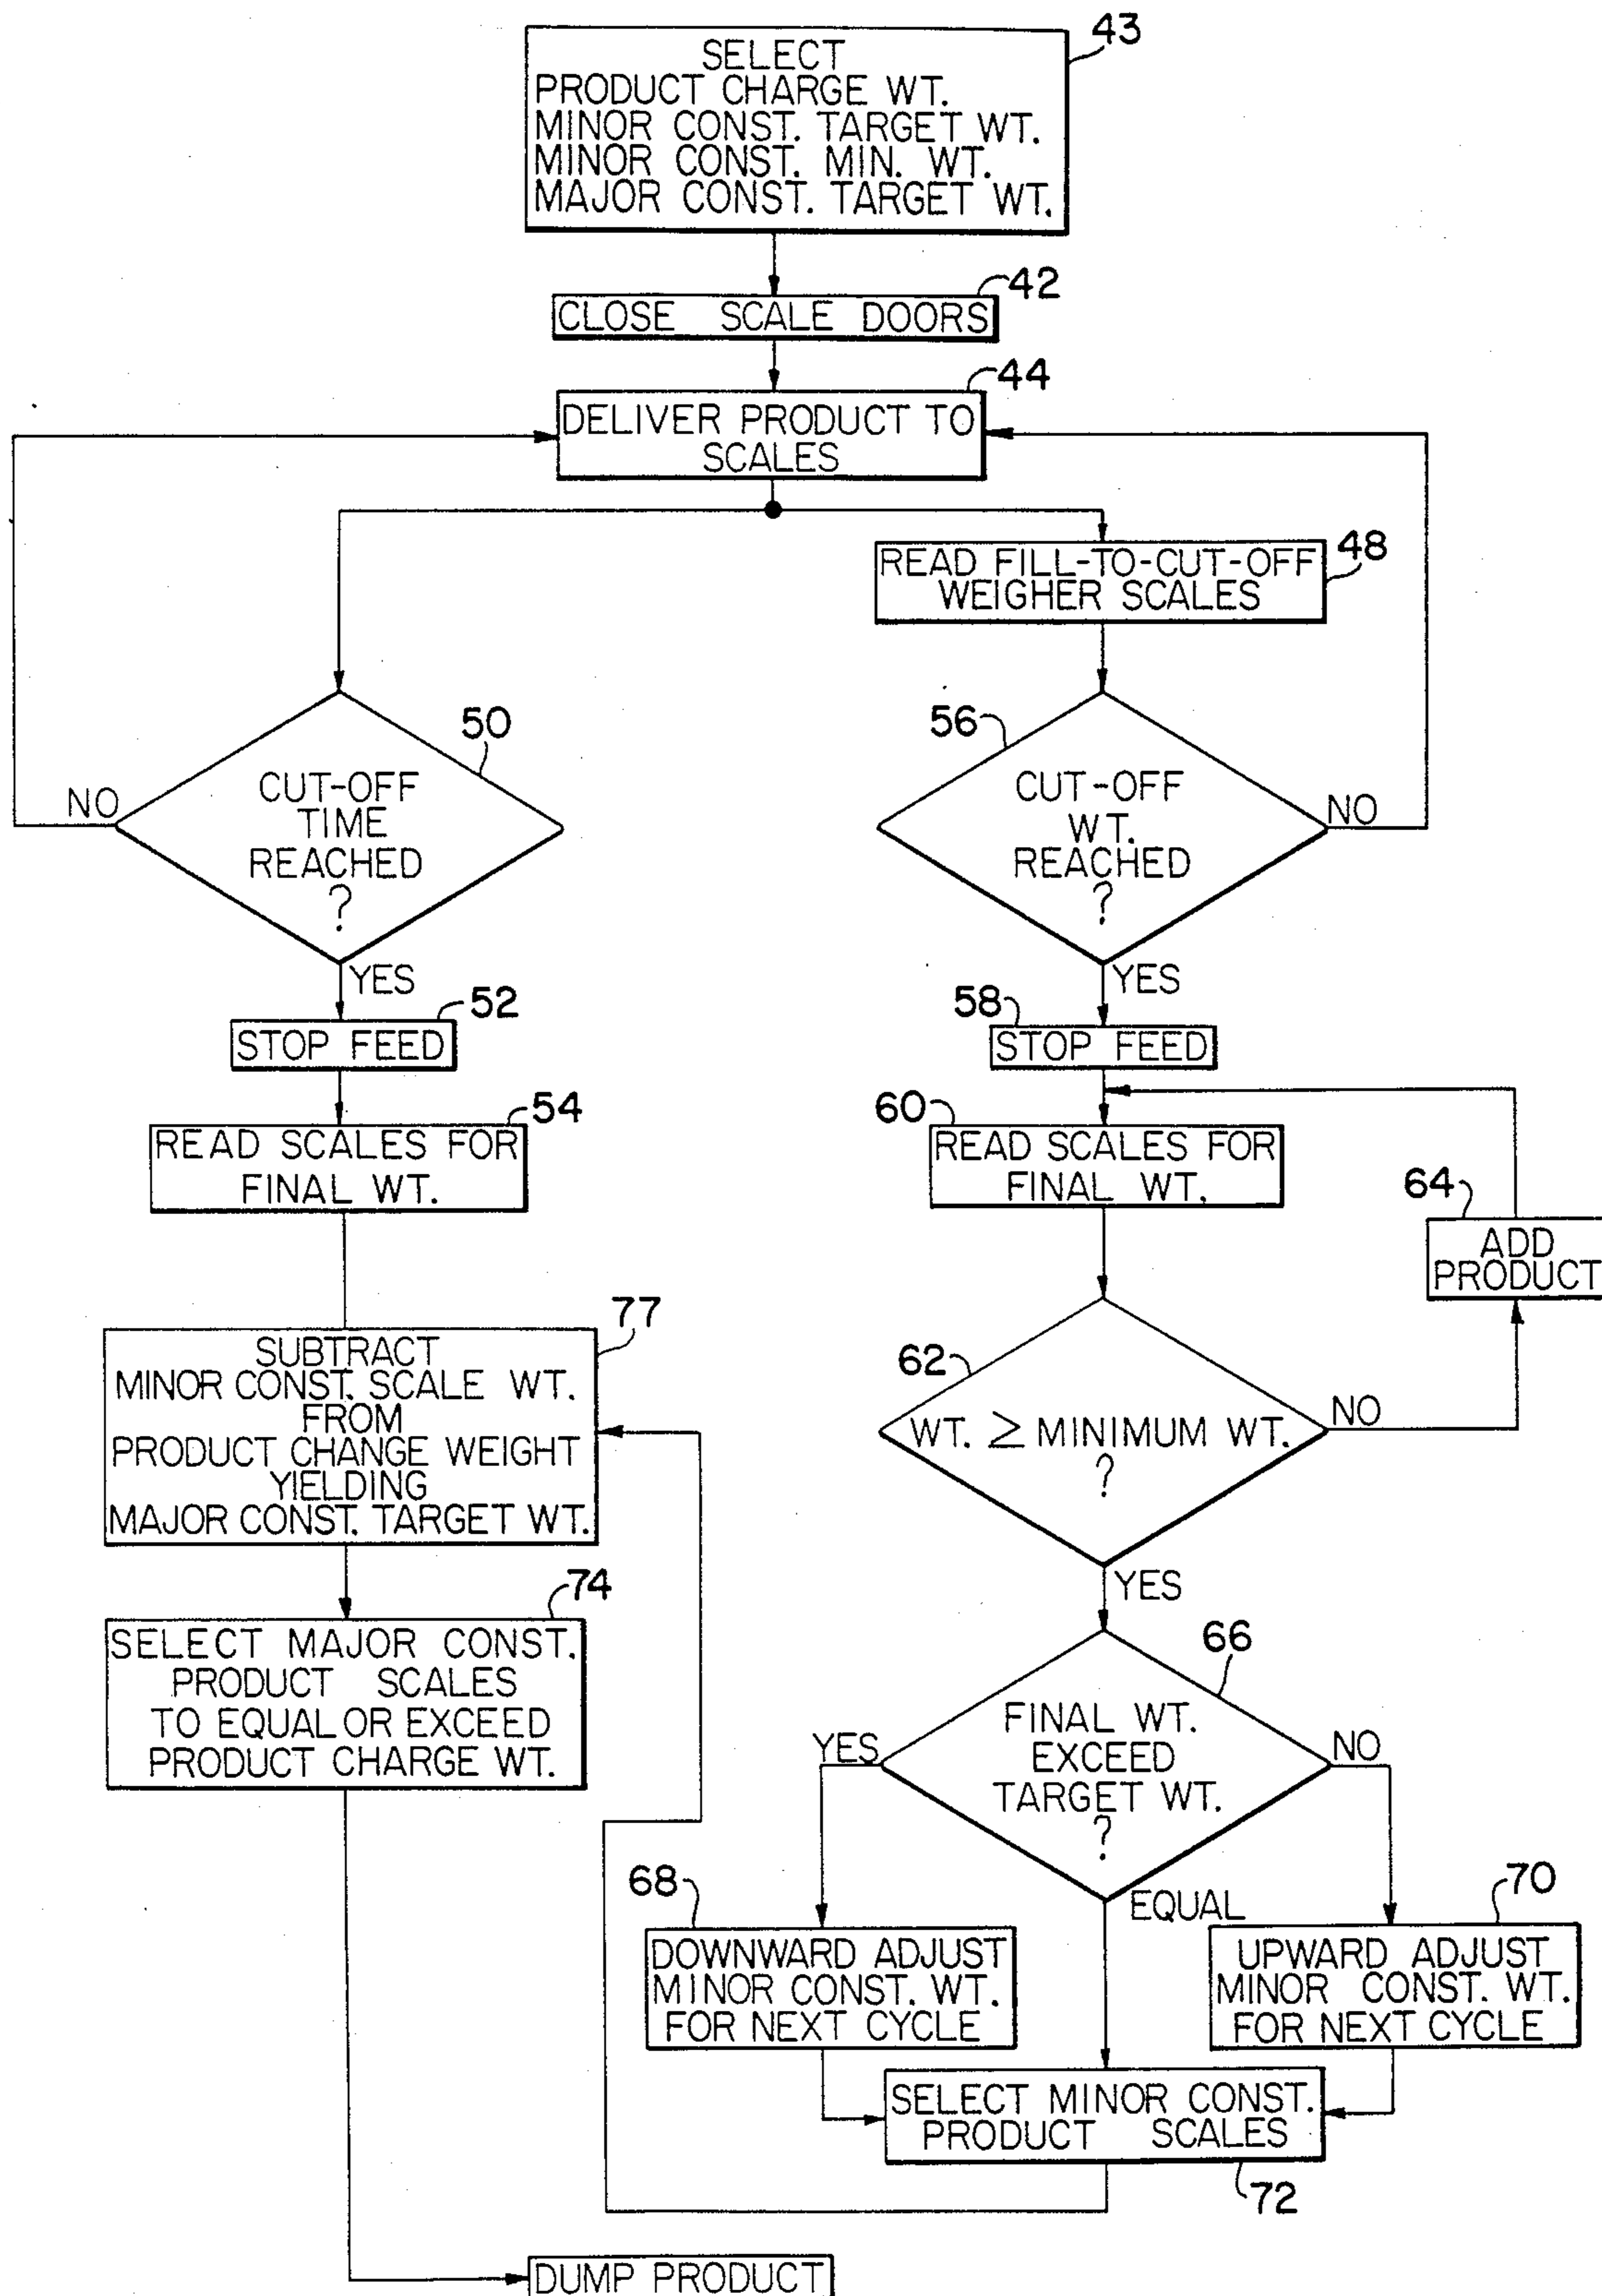 43
SELECT
PRODUCT CHARGE WT.
MINOR CONST. TARGET WT.
MINOR CONST. MIN. WT.
MAJOR CONST. TARGET WT.
42
CLOSE SCALE DOORS
44
DELIVER PRODUCT TO
SCALES
48
READ FILL-TO-CUT-OFF
WEIGHER SCALES
50
CUT-OFF
TIME
REACHED
?
NO
YES
56
CUT-OFF
WT.
REACHED
?
NO
YES
52
STOP FEED
58
STOP FEED
54
READ SCALES FOR
FINAL WT.
60
READ SCALES FOR
FINAL WT.
64
ADD
PRODUCT
77
SUBTRACT
MINOR CONST. SCALE WT.
FROM
PRODUCT CHANGE WEIGHT
YIELDING
MAJOR CONST. TARGET WT.
62
WT. ≥ MINIMUM WT.
?
NO
YES
74
SELECT MAJOR CONST.
PRODUCT SCALES
TO EQUAL OR EXCEED
PRODUCT CHARGE WT.
66
FINAL WT.
EXCEED
TARGET WT.
?
YES
NO
EQUAL
68
DOWNWARD ADJUST
MINOR CONST. WT.
FOR NEXT CYCLE
70
UPWARD ADJUST
MINOR CONST. WT.
FOR NEXT CYCLE
SELECT MINOR CONST.
PRODUCT SCALES
72
DUMP PRODUCT